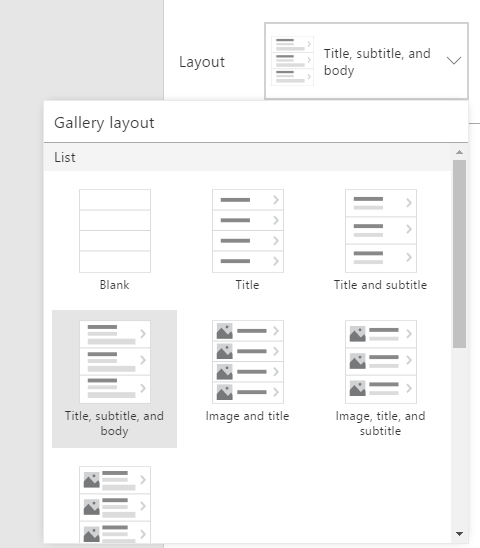 Layout
Title, subtitle, and
body
Gallery layout
List
Blank
Title
Title and subtitle
Title, subtitle, and
body
Image and title
Image, title, and
subtitle